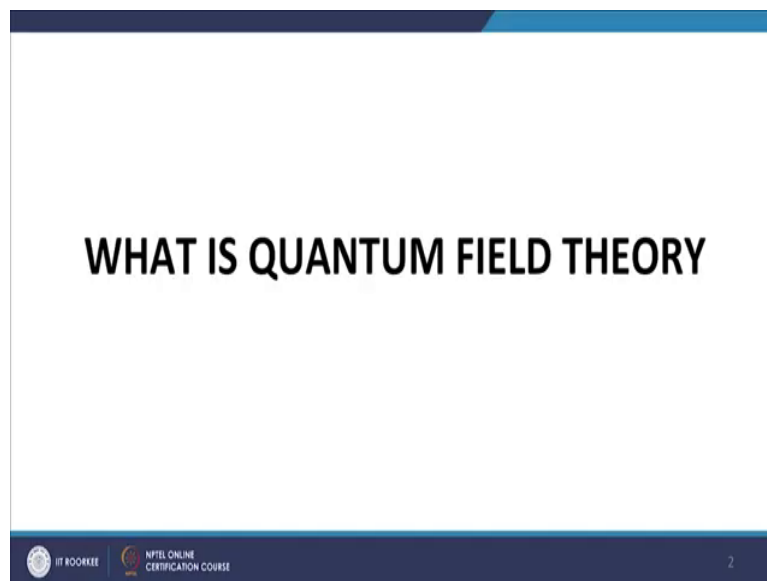 WHAT IS QUANTUM FIELD THEORY
IIT ROORKEE
NPTEL ONLINE
CERTIFICATION COURSE
2